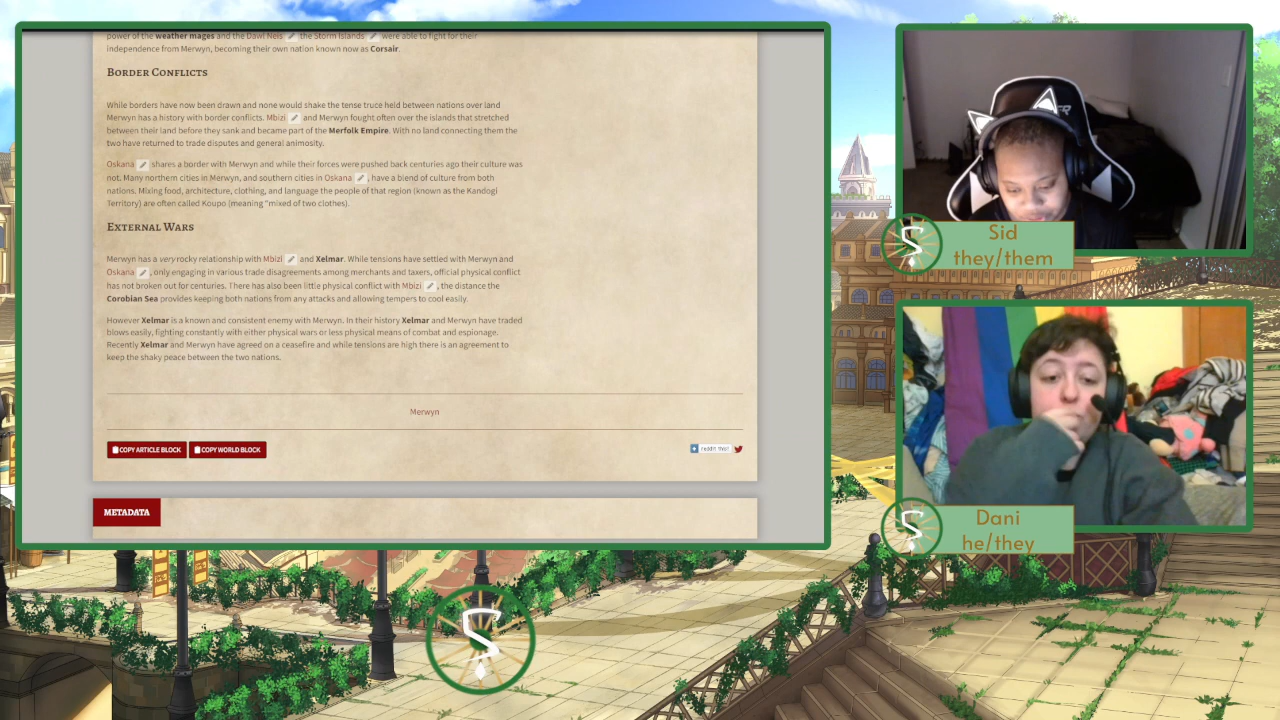 power of the weather mages and the Dawl Neis the Storm Islands were able to fight for their
independence from Merwyn, becoming their own nation known now as Corsair.
BORDER CONFLICTS
While borders have now been drawn and none would shake the tense truce held between nations over land
Merwyn has a history with border conflicts. Mbizi and Merwyn fought often over the islands that stretched
between their land before they sank and became part of the Merfolk Empire. With no land connecting them the
two have returned to trade disputes and general animosity.
Oskana shares a border with Merwyn and while their forces were pushed back centuries ago their culture was
not. Many northern cities in Merwyn, and southern cities in Oskana , have a blend of culture from both
nations. Mixing food, architecture, clothing, and language the people of that region (known as the Kandogi
Territory) are often called Koupo (meaning "mixed of two clothes).
EXTERNAL WARS
Merwyn has a very rocky relationship with Mbizi and Xelmar. While tensions have settled with Merwyn and
Oskana , only engaging in various trade disagreements among merchants and taxers, official physical conflict
has not broken out for centuries. There has also been little physical conflict with Mbizi , the distance the
Corobian Sea provides keeping both nations from any attacks and allowing tempers to cool easily.
However Xelmar is a known and consistent enemy with Merwyn. In their history Xelmar and Merwyn have traded
blows easily, fighting constantly with either physical wars or less physical means of combat and espionage.
Recently Xelmar and Merwyn have agreed on a ceasefire and while tensions are high there is an agreement to
keep the shaky peace between the two nations.
Merwyn
COPY ARTICLE BLOCK COPY WORLD BLOCK
reddit this!
METADATA
Sid
they/them
Dani
he/they
S
S
S